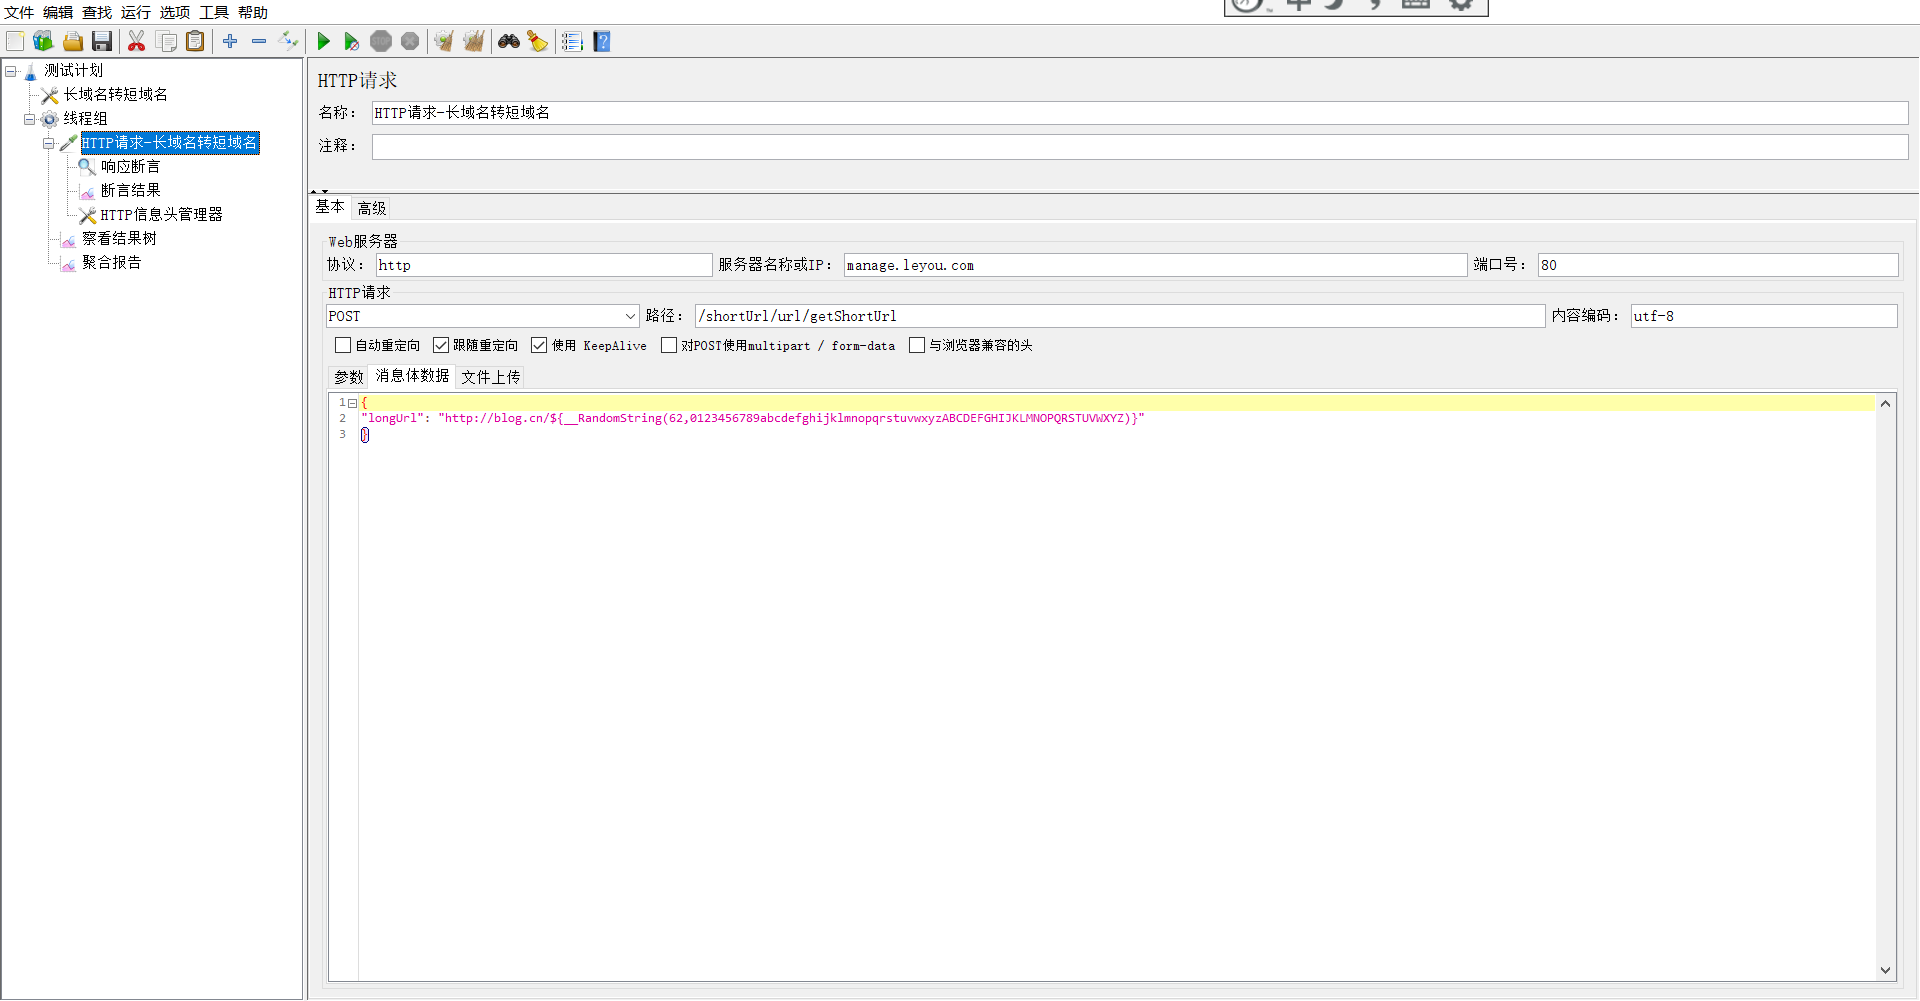 文件 编辑 查找 运行 选项 工具 帮助
测试计划
长域名转短域名
线程组
HTTP请求-长域名转短域名
响应断言
断言结果
HTTP信息头管理器
察看结果树
聚合报告
HTTP请求
名称： HTTP请求-长域名转短域名
注释：
基本 高级
Web服务器
协议： http 服务器名称或IP： manage.leyou.com 端口号： 80
HTTP请求
POST 路径： /shortUrl/url/getShortUrl 内容编码： utf-8
自动重定向 跟随重定向 使用 KeepAlive 对POST使用multipart / form-data 与浏览器兼容的头
参数 消息体数据 文件上传
1 {
2 "longUrl": "http://blog.cn/${__RandomString(62,0123456789abcdefghijklmnopqrstuvwxyzABCDEFGHIJKLMNOPQRSTUVWXYZ)}"
3 }